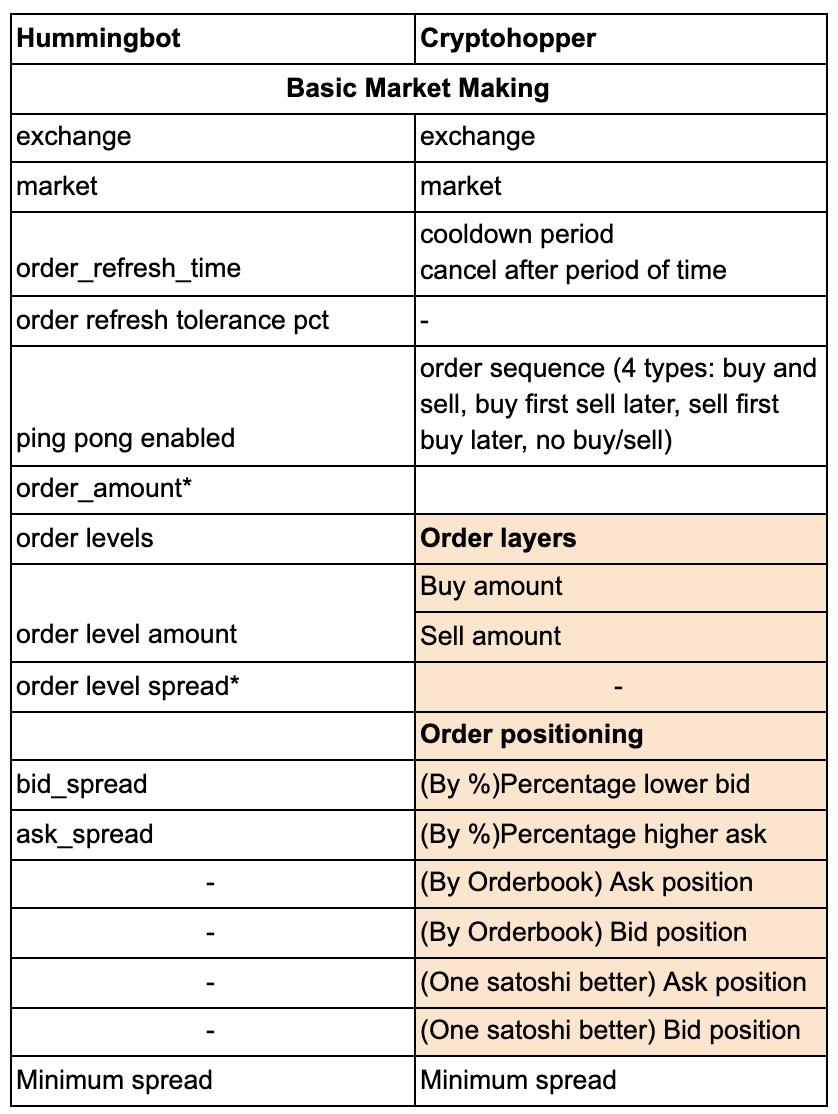 Hummingbot
Cryptohopper
Basic Market Making
exchange
exchange
market
market
order_refresh_time
cooldown period
cancel after period of time
order refresh tolerance pct
-
ping pong enabled
order sequence (4 types: buy and
sell, buy first sell later, sell first
buy later, no buy/sell)
order_amount*
order levels
Order layers
order level amount
Buy amount
Sell amount
order level spread*
-
Order positioning
bid_spread
(By %)Percentage lower bid
ask_spread
(By %)Percentage higher ask
-
(By Orderbook) Ask position
-
(By Orderbook) Bid position
-
(One satoshi better) Ask position
-
(One satoshi better) Bid position
Minimum spread
Minimum spread